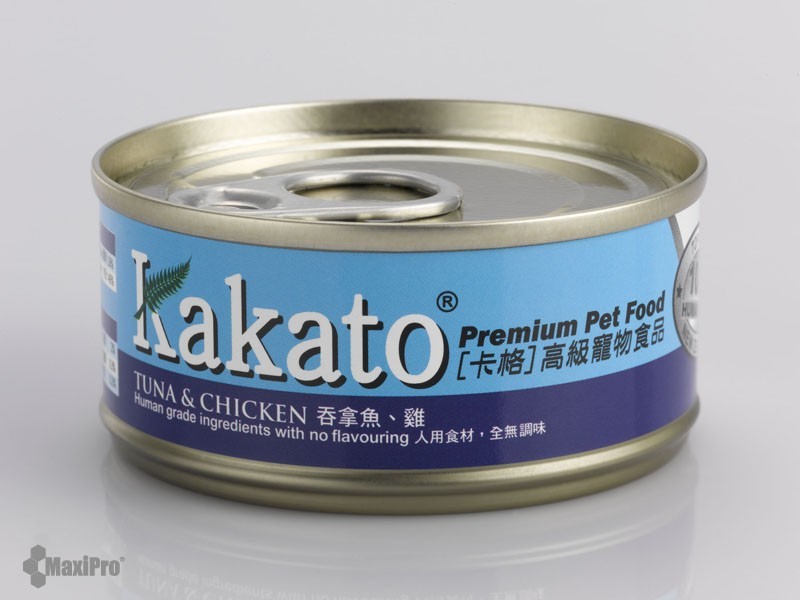 Kakato®
Premium Pet Food
[卡格]高級寵物食品
TUNA & CHICKEN 吞拿魚、雞
Human grade ingredients with no flavouring 人用食材，全無調味
MaxiPro®